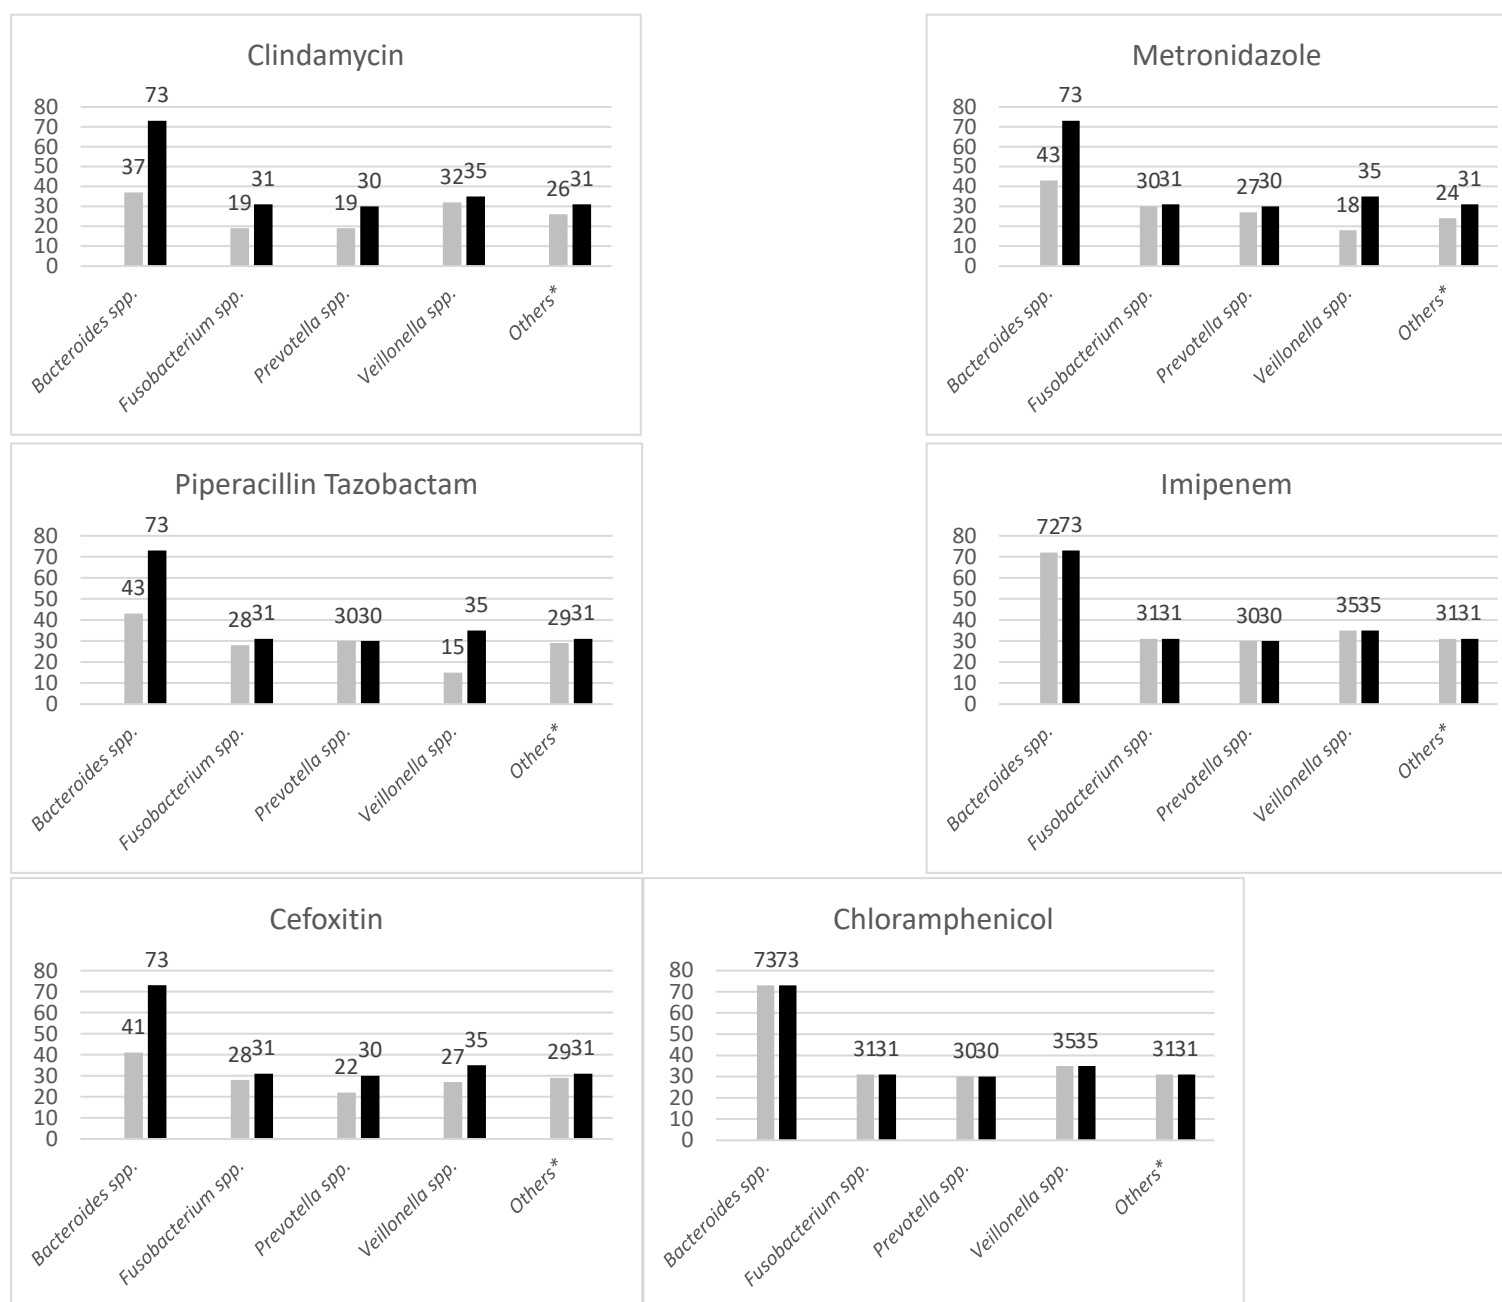 Clindamycin
80
70
60
50
40
30
20
10
0
37 73
19 31
19 30
32 35
26 31
Bacteroides spp.
Fusobacterium spp.
Prevotella spp.
Veillonella spp.
Others*
Metronidazole
80
70
60
50
40
30
20
10
0
43 73
30 31
27 30
18 35
24 31
Bacteroides spp.
Fusobacterium spp.
Prevotella spp.
Veillonella spp.
Others*
Piperacillin Tazobactam
80
70
60
50
40
30
20
10
0
43 73
28 31
30 30
15 35
29 31
Bacteroides spp.
Fusobacterium spp.
Prevotella spp.
Veillonella spp.
Others*
Imipenem
80
70
60
50
40
30
20
10
0
72 73
31 31
30 30
35 35
31 31
Bacteroides spp.
Fusobacterium spp.
Prevotella spp.
Veillonella spp.
Others*
Cefoxitin
80
70
60
50
40
30
20
10
0
41 73
28 31
22 30
27 35
29 31
Bacteroides spp.
Fusobacterium spp.
Prevotella spp.
Veillonella spp.
Others*
Chloramphenicol
80
70
60
50
40
30
20
10
0
73 73
31 31
30 30
35 35
31 31
Bacteroides spp.
Fusobacterium spp.
Prevotella spp.
Veillonella spp.
Others*